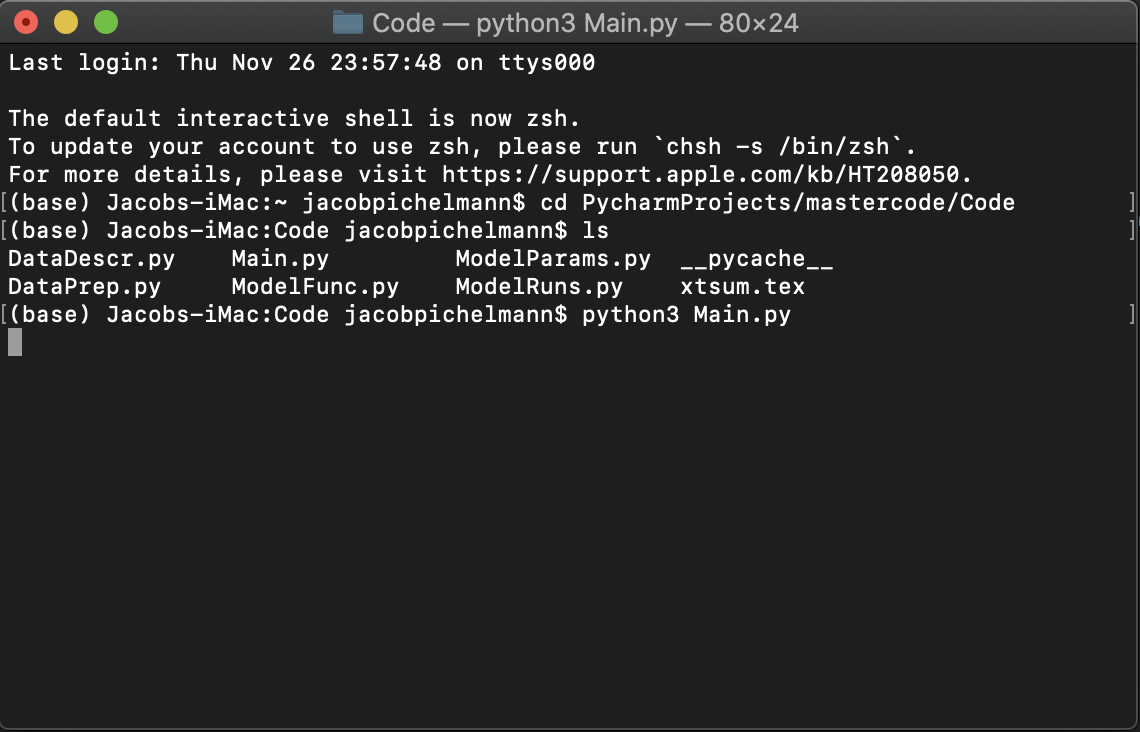 Code — python3 Main.py — 80×24
Last login: Thu Nov 26 23:57:48 on ttys000
The default interactive shell is now zsh.
To update your account to use zsh, please run `chsh -s /bin/zsh`.
For more details, please visit https://support.apple.com/kb/HT208050.
[(base) Jacobs-iMac:~ jacobpichelmann$ cd PycharmProjects/mastercode/Code ]
[(base) Jacobs-iMac:Code jacobpichelmann$ ls ]
DataDescr.py Main.py ModelParams.py __pycache__
DataPrep.py ModelFunc.py ModelRuns.py xtsum.tex
[(base) Jacobs-iMac:Code jacobpichelmann$ python3 Main.py ]